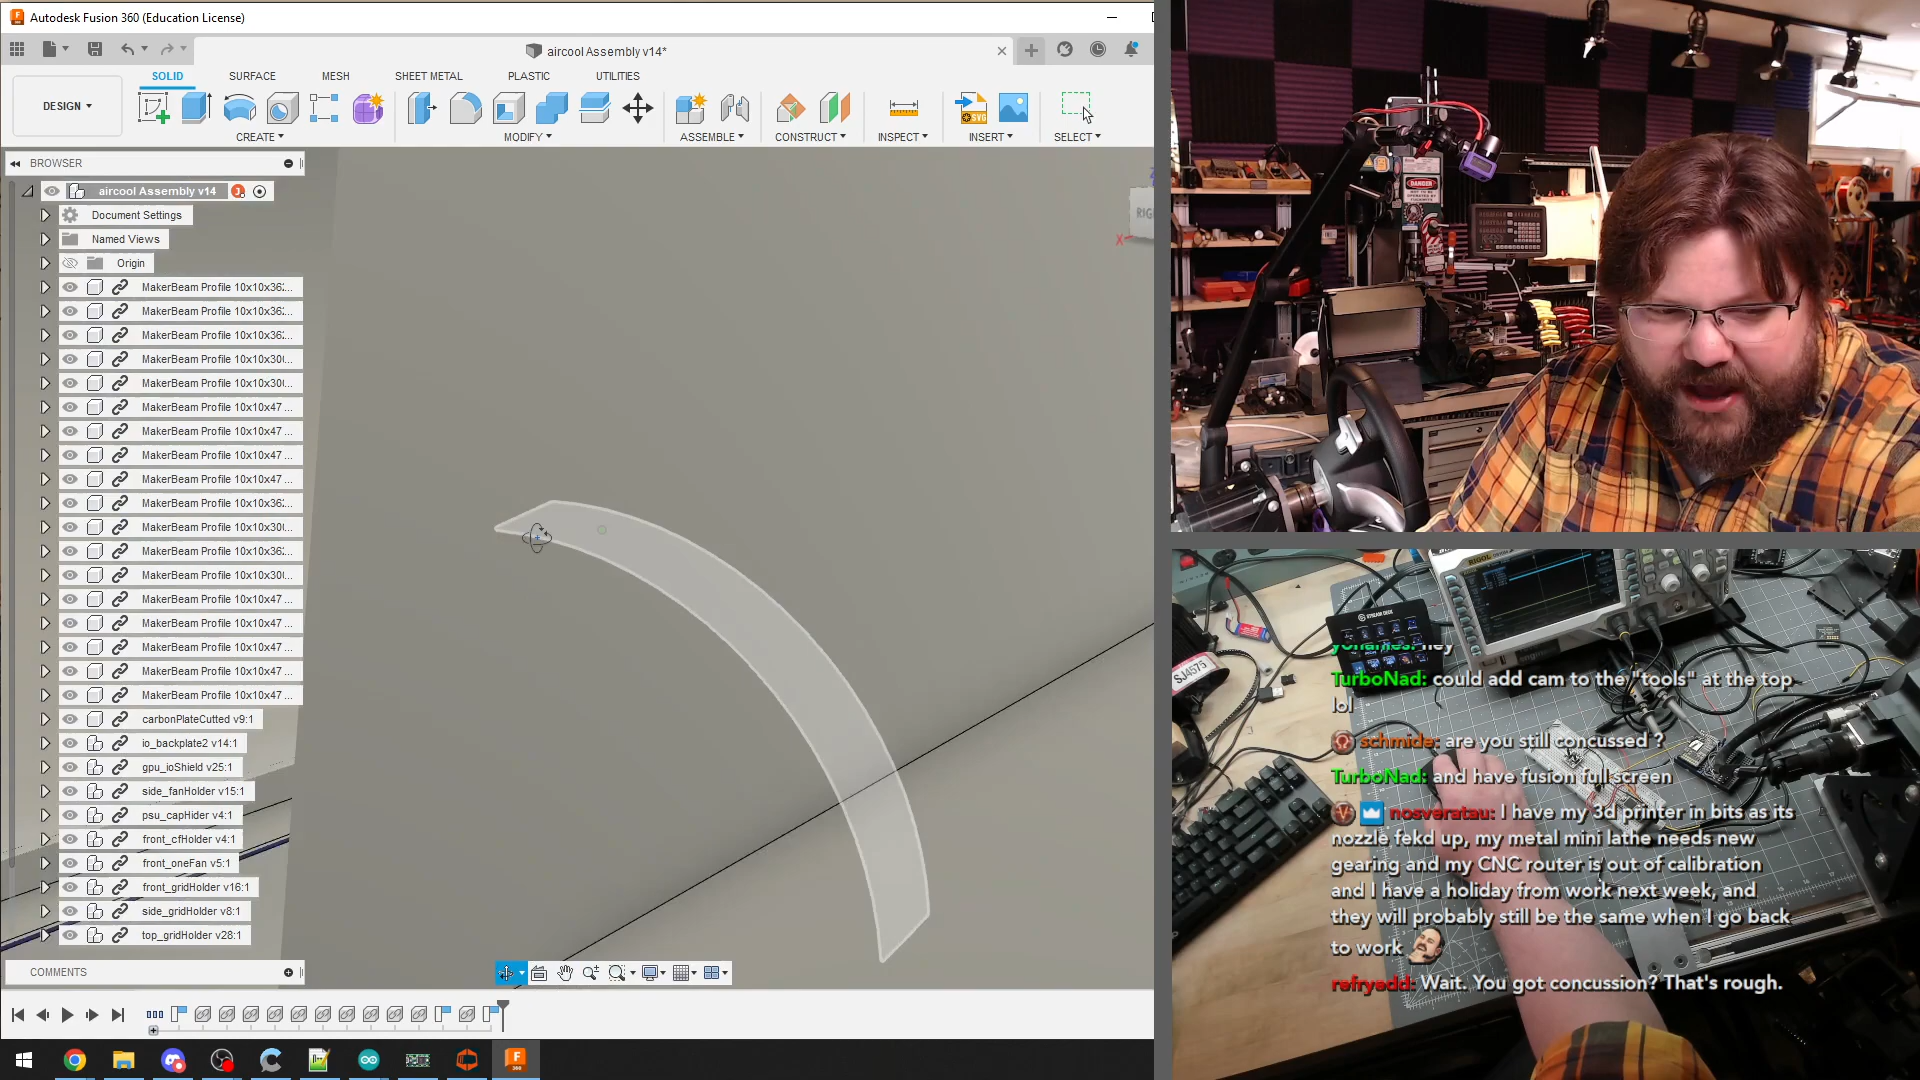 Autodesk Fusion 360 (Education License)
aircool Assembly v14*
DESIGN
SOLID
SURFACE
MESH
SHEET METAL
PLASTIC
UTILITIES
CREATE
MODIFY
ASSEMBLE
CONSTRUCT
INSPECT
INSERT
SELECT
BROWSER
aircool Assembly v14
Document Settings
Named Views
Origin
MakerBeam Profile 10x10x36:...
MakerBeam Profile 10x10x36:...
MakerBeam Profile 10x10x36:...
MakerBeam Profile 10x10x30(...
MakerBeam Profile 10x10x30(...
MakerBeam Profile 10x10x47 ...
MakerBeam Profile 10x10x47 ...
MakerBeam Profile 10x10x47 ...
MakerBeam Profile 10x10x47 ...
MakerBeam Profile 10x10x36:...
MakerBeam Profile 10x10x30(...
MakerBeam Profile 10x10x36:...
MakerBeam Profile 10x10x30(...
MakerBeam Profile 10x10x47 ...
MakerBeam Profile 10x10x47 ...
MakerBeam Profile 10x10x47 ...
MakerBeam Profile 10x10x47 ...
MakerBeam Profile 10x10x47 ...
carbonPlateCutted v9:1
io_backplate2 v14:1
gpu_ioShield v25:1
side_fanHolder v15:1
psu_capHider v4:1
front_cfHolder v4:1
front_oneFan v5:1
front_gridHolder v16:1
side_gridHolder v8:1
top_gridHolder v28:1
COMMENTS
RIG
X
DANGER
RIGOL
STREAM DECK
SJ4575
yohannes: hey
TurboNad: could add cam to the "tools" at the top
lol
schmide: are you still concussed ?
TurboNad: and have fusion full screen
nosveratau: I have my 3d printer in bits as its
nozzle fekd up, my metal mini lathe needs new
gearing and my CNC router is out of calibration
and I have a holiday from work next week, and
they will probably still be the same when I go back
to work
refryedd: Wait. You got concussion? That's rough.